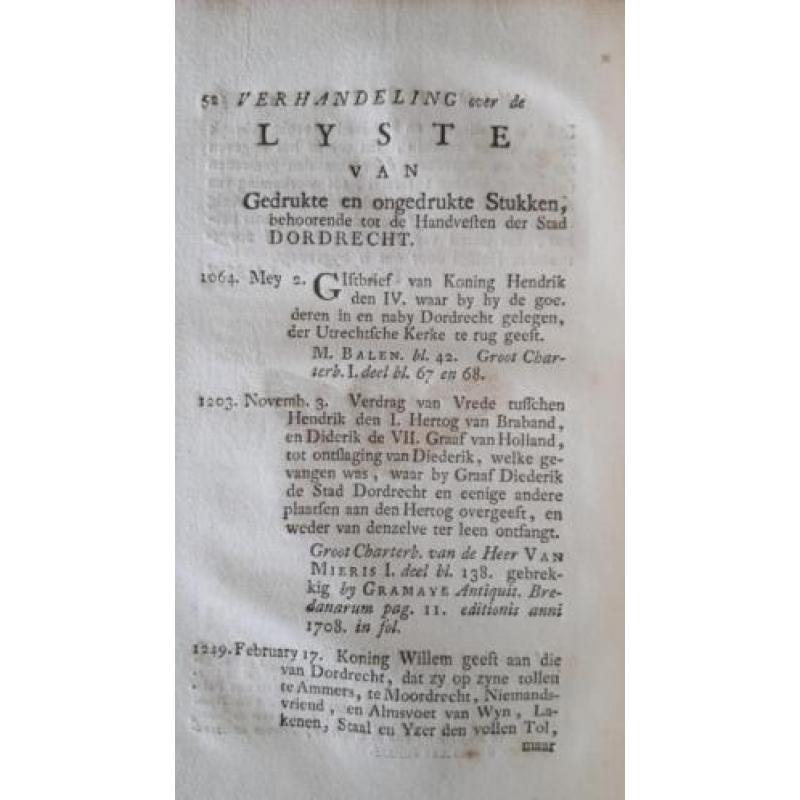 52 VERHANDELING over de
LYSTE
VAN
Gedrukte en ongedrukte Stukken,
behoorende tot de Handveſten der Stad
DORDRECHT.
1064. Mey 2. GIftbrief van Koning Hendrik
den IV. waar by hy de goe-
deren in en naby Dordrecht gelegen,
der Utrechtſche Kerke te rug geeft.
M. BALEN. bl. 42. Groot Char-
terb. I. deel bl. 67 en 68.
1203. Novemb. 3. Verdrag van Vrede tuſſchen
Hendrik den I. Hertog van Braband,
en Diderik de VII. Graaf van Holland,
tot ontſlaging van Diederik, welke ge-
vangen was, waar by Graaf Diederik
de Stad Dordrecht en eenige andere
plaatſen aan den Hertog overgeeft, en
weder van denzelve ter leen ontfangt.
Groot Charterb. van de Heer VAN
MIERIS I. deel bl. 138. gebrek-
kig by GRAMAYE Antiquit. Bre-
danarum pag. 11. editionis anni
1708. in fol.
1249. February 17. Koning Willem geeft aan die
van Dordrecht, dat zy op zyne tollen
te Ammers, te Moordrecht, Niemands-
vriend, en Almsvoet van Wyn, La-
kenen, Staal en Yzer den vollen Tol,
maar